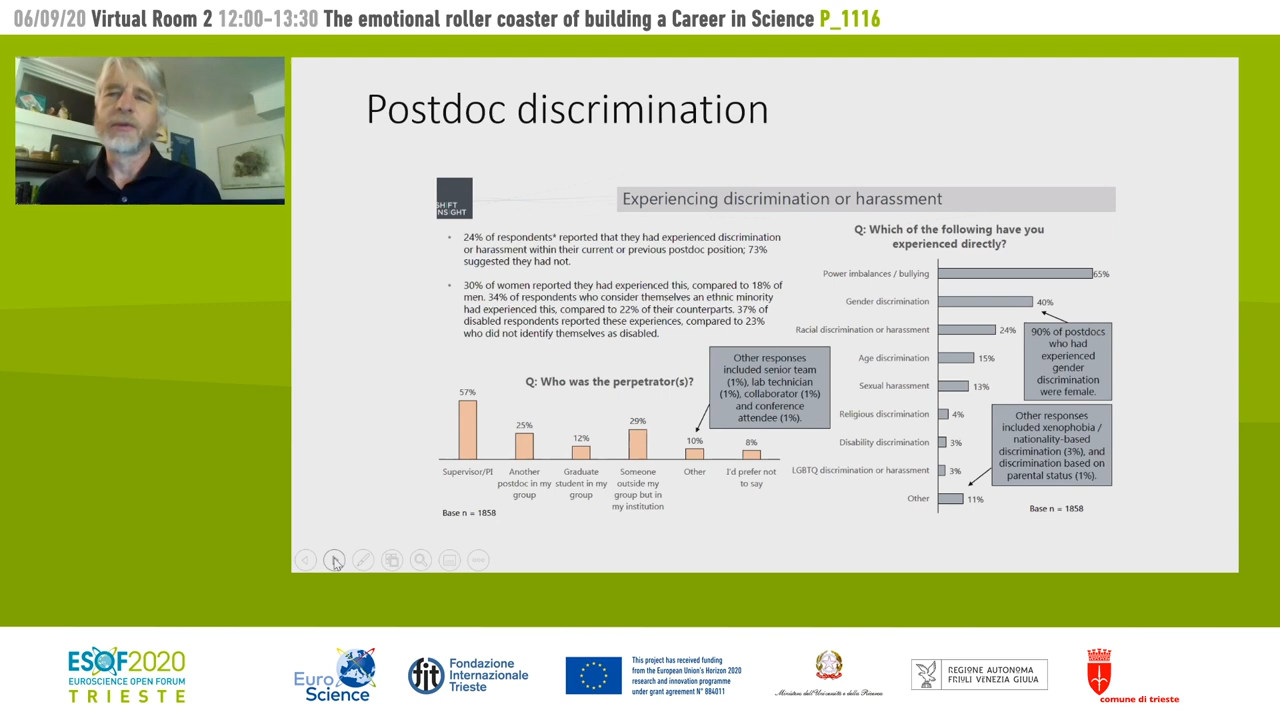 06/09/20 Virtual Room 2 12:00-13:30 The emotional roller coaster of building a Career in Science P_1116
Postdoc discrimination
SHIFT
INSIGHT
Experiencing discrimination or harassment
24% of respondents* reported that they had experienced discrimination
or harassment within their current or previous postdoc position; 73%
suggested they had not.
30% of women reported they had experienced this, compared to 18% of
men. 34% of respondents who consider themselves an ethnic minority
had experienced this, compared to 22% of their counterparts. 37% of
disabled respondents reported these experiences, compared to 23%
who did not identify themselves as disabled.
Q: Who was the perpetrator(s)?
57%
25%
12%
29%
10%
8%
Supervisor/PI
Another
postdoc in my
group
Graduate
student in my
group
Someone
outside my
group but in
my institution
Other
I'd prefer not
to say
Base n = 1858
Other responses
included senior team
(1%), lab technician
(1%), collaborator (1%)
and conference
attendee (1%).
Q: Which of the following have you
experienced directly?
Power imbalances / bullying 65%
Gender discrimination 40%
Racial discrimination or harassment 24%
Age discrimination 15%
Sexual harassment 13%
Religious discrimination 4%
Disability discrimination 3%
LGBTQ discrimination or harassment 3%
Other 11%
90% of postdocs
who had
experienced
gender
discrimination
were female.
Other responses
included xenophobia /
nationality-based
discrimination (3%), and
discrimination based on
parental status (1%).
Base n = 1858
ESOF2020
EUROSCIENCE OPEN FORUM
TRIESTE
Euro
Science
fit
Fondazione
Internazionale
Trieste
This project has received funding
from the European Union's Horizon 2020
research and innovation programme
under grant agreement N° 884011
Ministero dell'Università e della Ricerca
REGIONE AUTONOMA
FRIULI VENEZIA GIULIA
comune di trieste